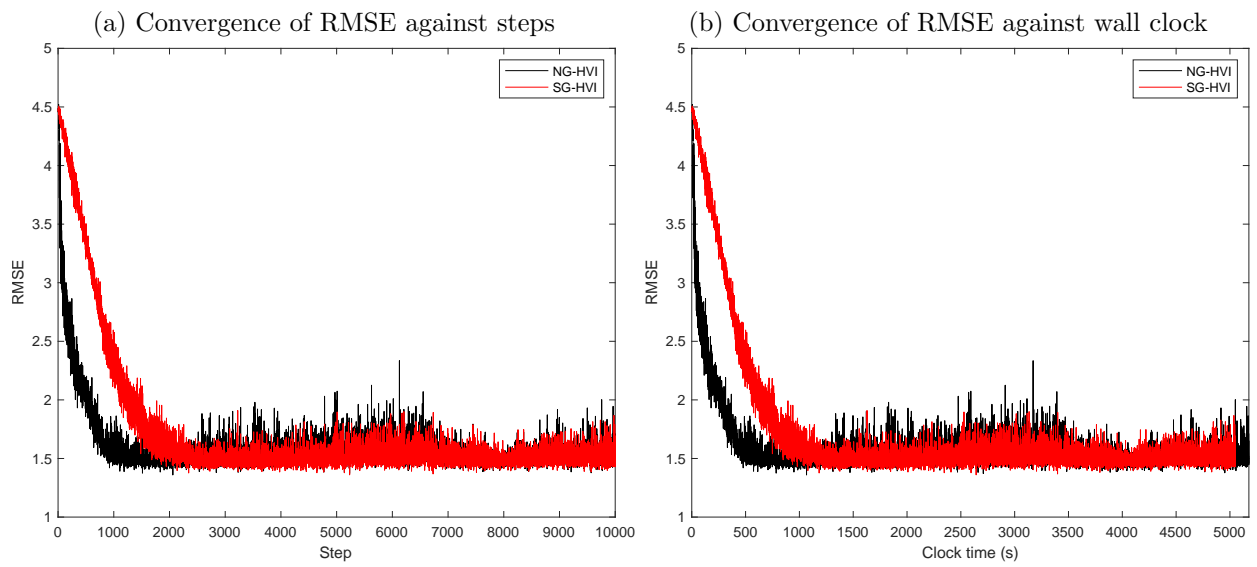 (a) Convergence of RMSE against steps
5
4.5
4
3.5
3
2.5
2
1.5
1
RMSE
NG-HVI
SG-HVI
0 1000 2000 3000 4000 5000 6000 7000 8000 9000 10000
Step
(b) Convergence of RMSE against wall clock
5
4.5
4
3.5
3
2.5
2
1.5
1
RMSE
NG-HVI
SG-HVI
0 500 1000 1500 2000 2500 3000 3500 4000 4500 5000
Clock time (s)